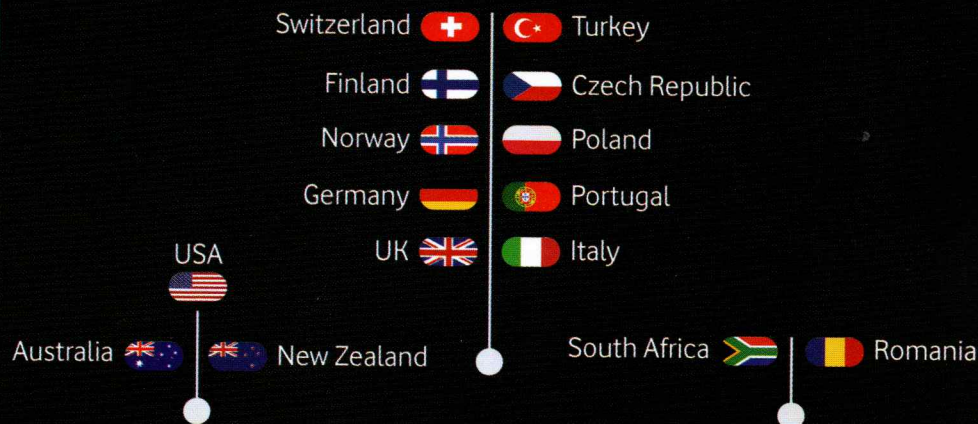 Switzerland Turkey
Finland Czech Republic
Norway Poland
Germany Portugal
UK Italy
USA
Australia New Zealand
South Africa Romania